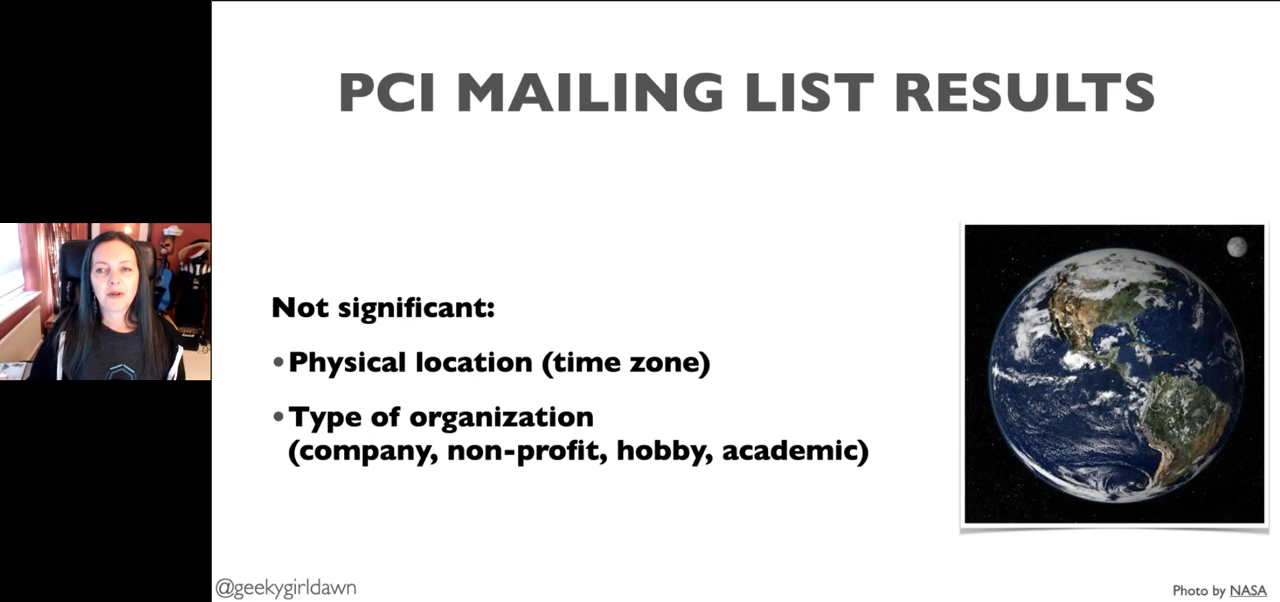 PCI MAILING LIST RESULTS
Not significant:
•Physical location (time zone)
•Type of organization
(company, non-profit, hobby, academic)
@geekygirldawn
Photo by NASA